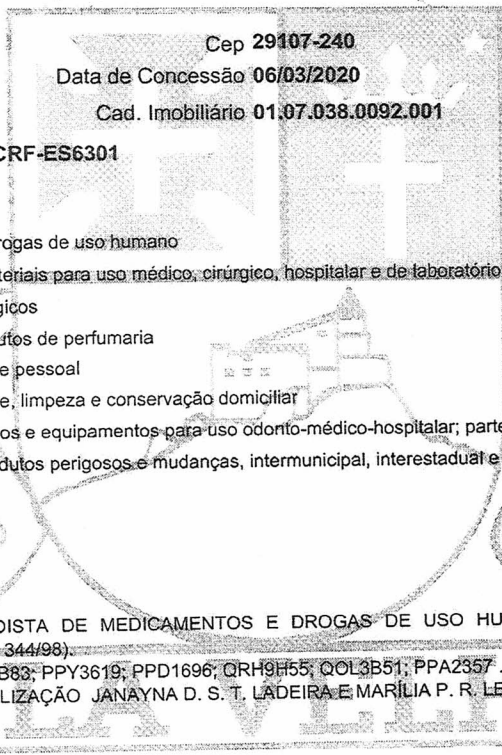 Cep 29107-240
Data de Concessão 06/03/2020
Cad. Imobiliário 01.07.038.0092.001
CRF-ES6301
rogas de uso humano
teriais para uso médico, cirúrgico, hospitalar e de laboratório
gicos
utos de perfumaria
e pessoal
e, limpeza e conservação domiciliar
os e equipamentos para uso odonto-médico-hospitalar; parte
dutos perigosos e mudanças, intermunicipal, interestadual e
DISTA DE MEDICAMENTOS E DROGAS DE USO HU
344/98).
B83; PPY3619; PPD1696; QRH9H55; QOL3B51; PPA2357
LIZAÇÃO JANAYNA D. S. T. LADEIRA E MARÍLIA P. R. LE